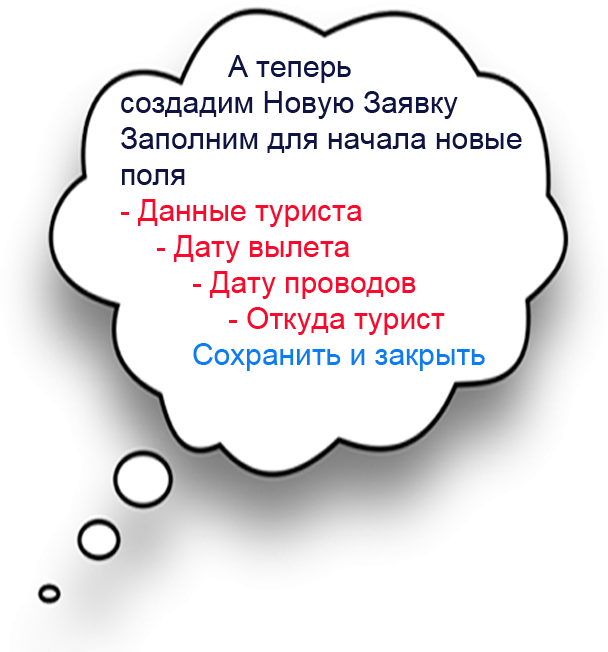 А теперь
создадим Новую Заявку
Заполним для начала новые
поля
- Данные туриста
- Дату вылета
- Дату проводов
- Откуда турист
Сохранить и закрыть